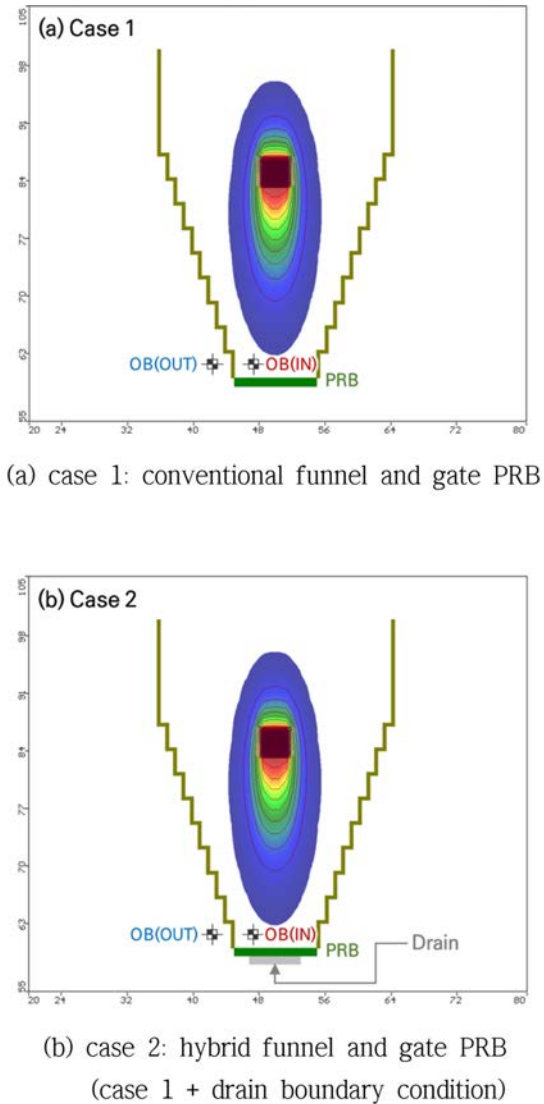 (a) Case 1
105
98
91
84
77
70
63
55
OB(OUT) OB(IN)
PRB
20 24 32 40 48 56 64 72 80
(a) case 1: conventional funnel and gate PRB
(b) Case 2
105
98
91
84
77
70
63
55
OB(OUT) OB(IN)
PRB
Drain
20 24 32 40 48 56 64 72 80
(b) case 2: hybrid funnel and gate PRB
(case 1 + drain boundary condition)